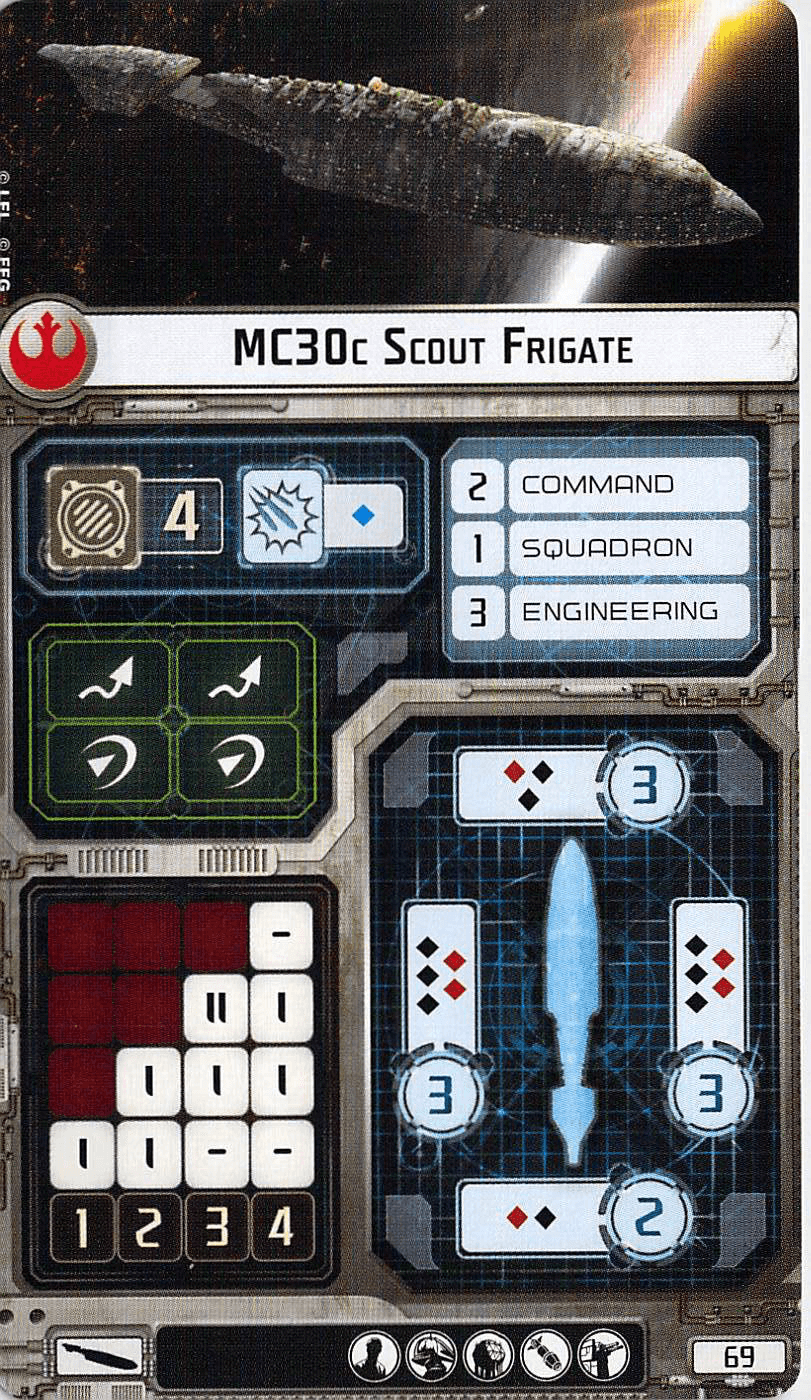 © LFL © FFG
MC30c Scout Frigate
4
2 COMMAND
1 SQUADRON
3 ENGINEERING
3
3
3
2
-
II I
I I I
I I - -
1 2 3 4
69